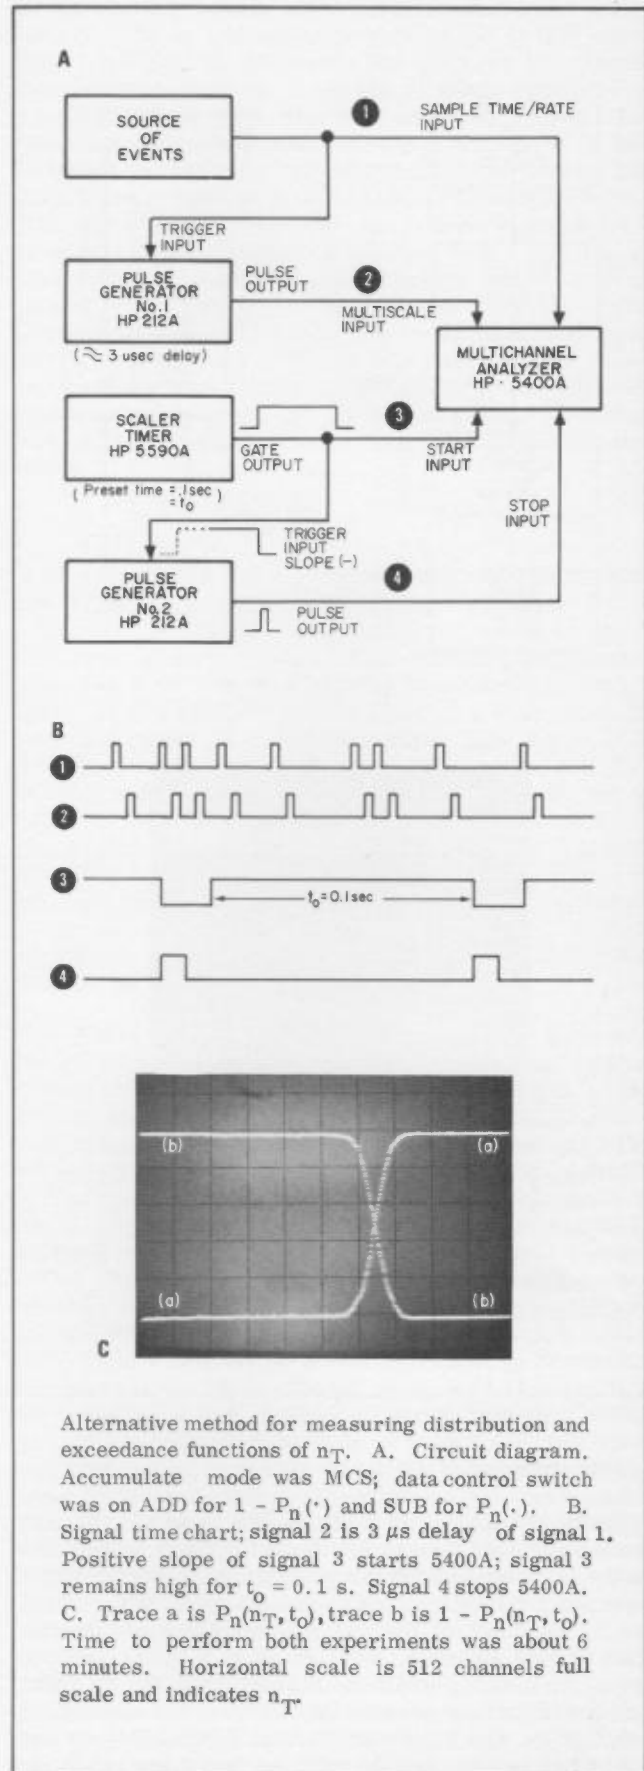 A
SOURCE
OF
EVENTS
1
SAMPLE TIME/RATE
INPUT
TRIGGER
INPUT
PULSE
GENERATOR
No.1
HP 212A
(≈ 3 usec delay)
PULSE
OUTPUT
2
MULTISCALE
INPUT
MULTICHANNEL
ANALYZER
HP · 5400A
SCALER
TIMER
HP 5590A
(Preset time = .1sec)
= to
GATE
OUTPUT
3
START
INPUT
STOP
INPUT
TRIGGER
INPUT
SLOPE (-)
4
PULSE
GENERATOR
No.2
HP 212A
PULSE
OUTPUT
B
1
2
3
to = 0.1sec
4
(b)
(a)
(a)
(b)
C
Alternative method for measuring distribution and
exceedance functions of nT. A. Circuit diagram.
Accumulate mode was MCS; data control switch
was on ADD for 1 - Pn(·) and SUB for Pn(.). B.
Signal time chart; signal 2 is 3 μs delay of signal 1.
Positive slope of signal 3 starts 5400A; signal 3
remains high for to = 0.1 s. Signal 4 stops 5400A.
C. Trace a is Pn(nT, to), trace b is 1 - Pn(nT, to).
Time to perform both experiments was about 6
minutes. Horizontal scale is 512 channels full
scale and indicates nT.